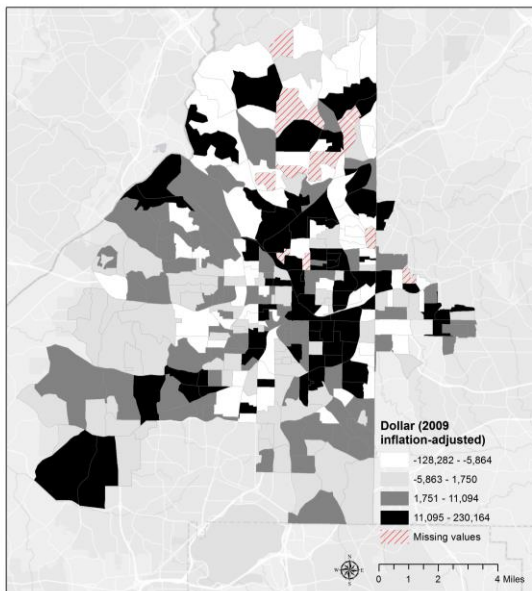 Dollar (2009
inflation-adjusted)
-128,282 - -5,864
-5,863 - 1,750
1,751 - 11,094
11,095 - 230,164
Missing values
N
W E
S
0 1 2 4 Miles